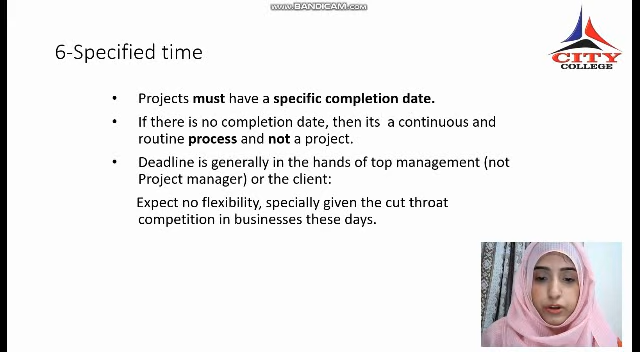 www.BANDICAM.com
6-Specified time
CITY
COLLEGE
• Projects must have a specific completion date.
• If there is no completion date, then its a continuous and
routine process and not a project.
• Deadline is generally in the hands of top management (not
Project manager) or the client:
Expect no flexibility, specially given the cut throat
competition in businesses these days.